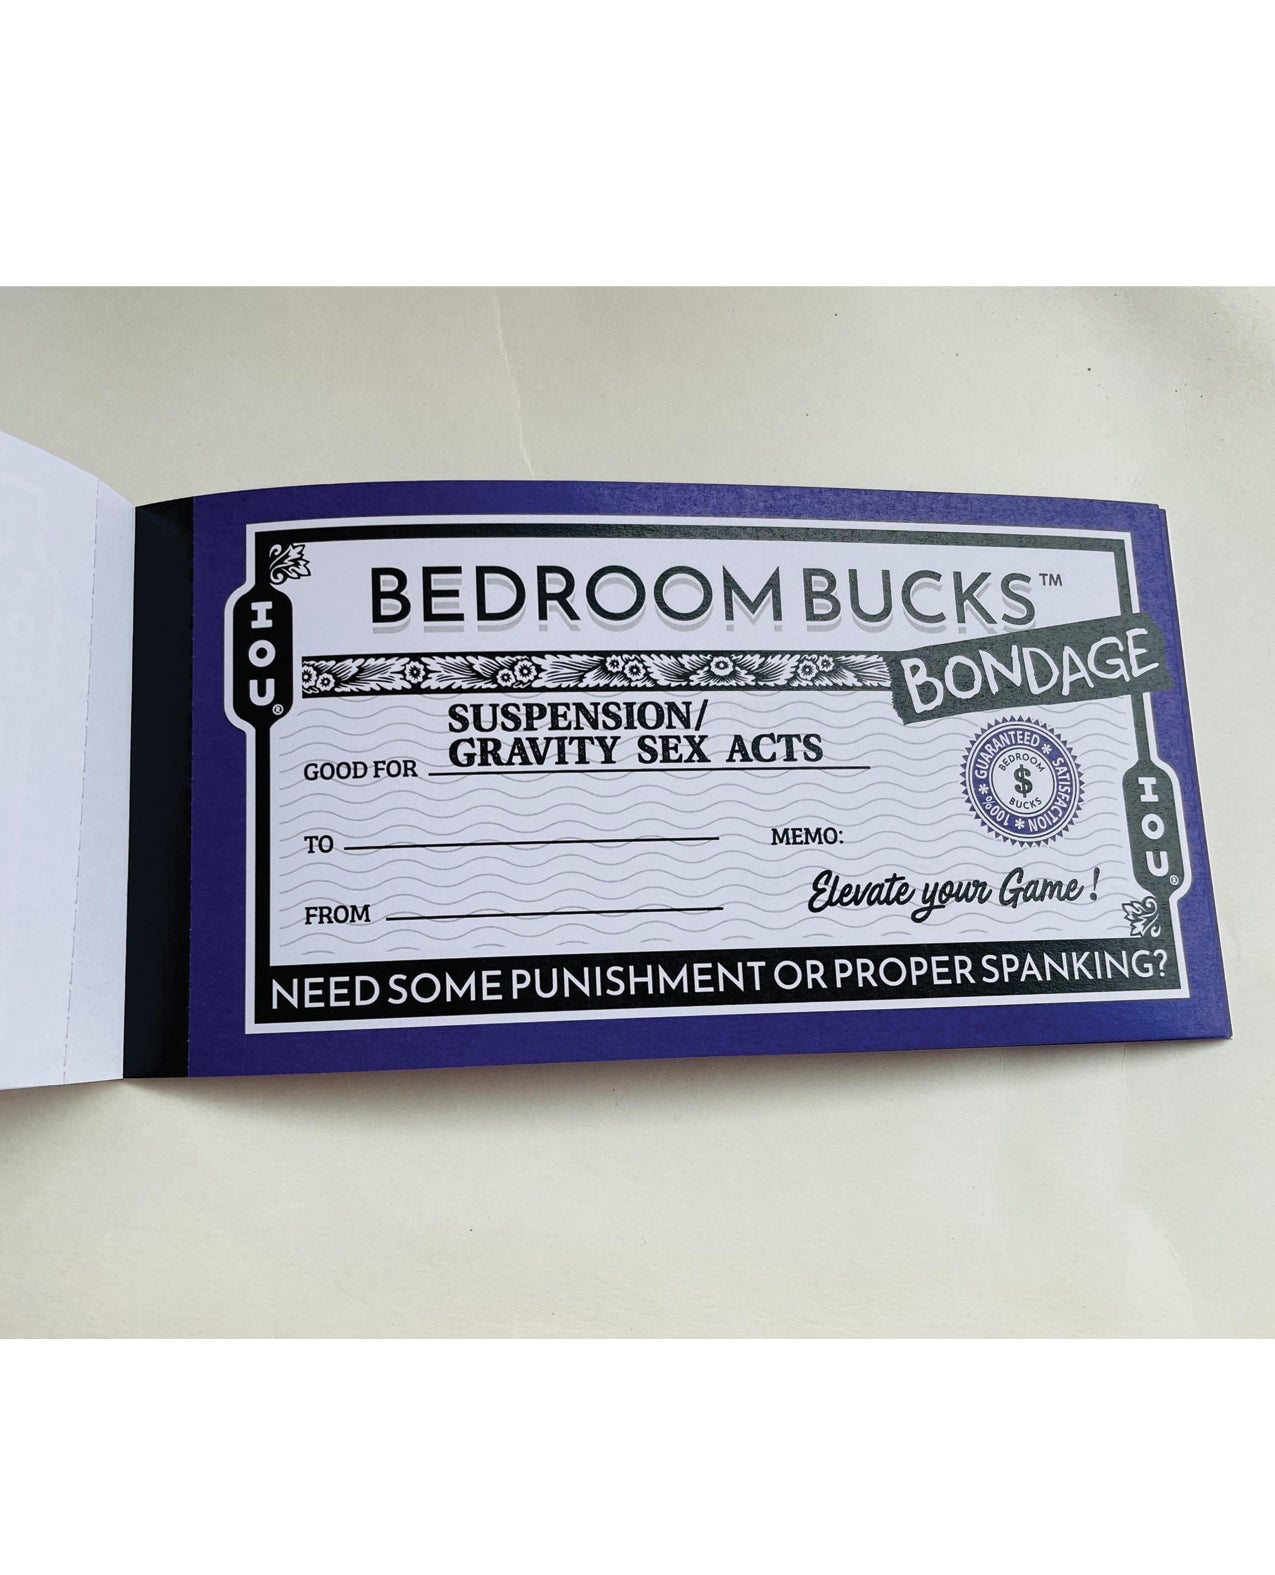 BEDROOM BUCKS™
BONDAGE
IOU®
SUSPENSION/
GOOD FOR GRAVITY SEX ACTS
100% GUARANTEED * SATISFACTION *
BEDROOM
$
BUCKS
TO
MEMO:
IOU®
Elevate your Game!
FROM
NEED SOME PUNISHMENT OR PROPER SPANKING?